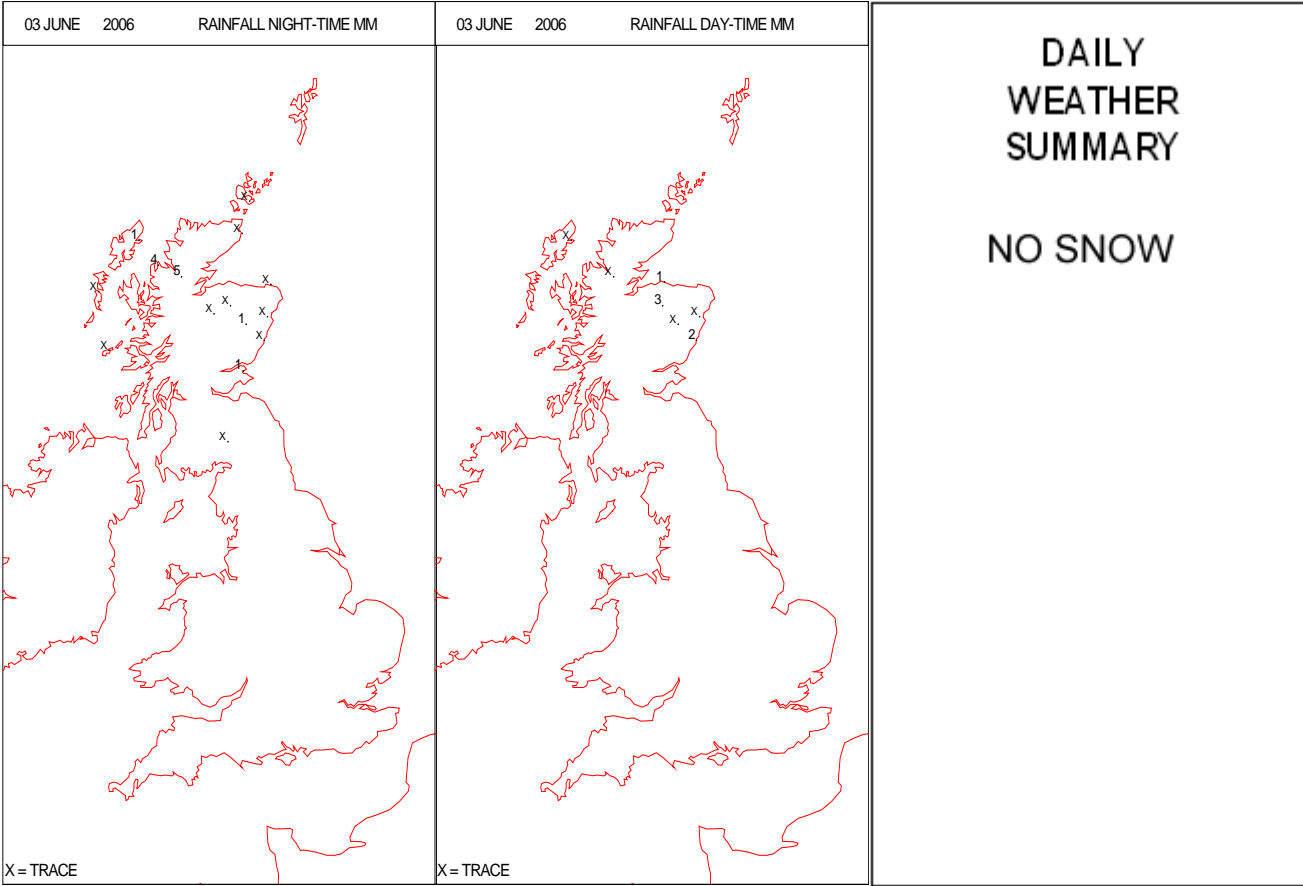 03 JUNE 2006 RAINFALL NIGHT-TIME MM
X
X
1
4
5
X
X
X
X
X
1
X
X
1
X
X = TRACE
03 JUNE 2006 RAINFALL DAY-TIME MM
X
X
1
3
X
X
2
X = TRACE
DAILY
WEATHER
SUMMARY
NO SNOW